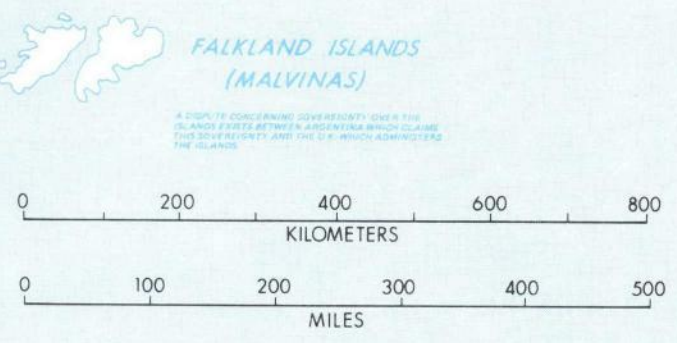 FALKLAND ISLANDS
(MALVINAS)
A DISPUTE CONCERNING SOVEREIGNTY OVER THE
ISLANDS EXISTS BETWEEN ARGENTINA WHICH CLAIMS
THIS SOVEREIGNTY AND THE U.K. WHICH ADMINISTERS
THE ISLANDS.
0 200 400 600 800
KILOMETERS
0 100 200 300 400 500
MILES